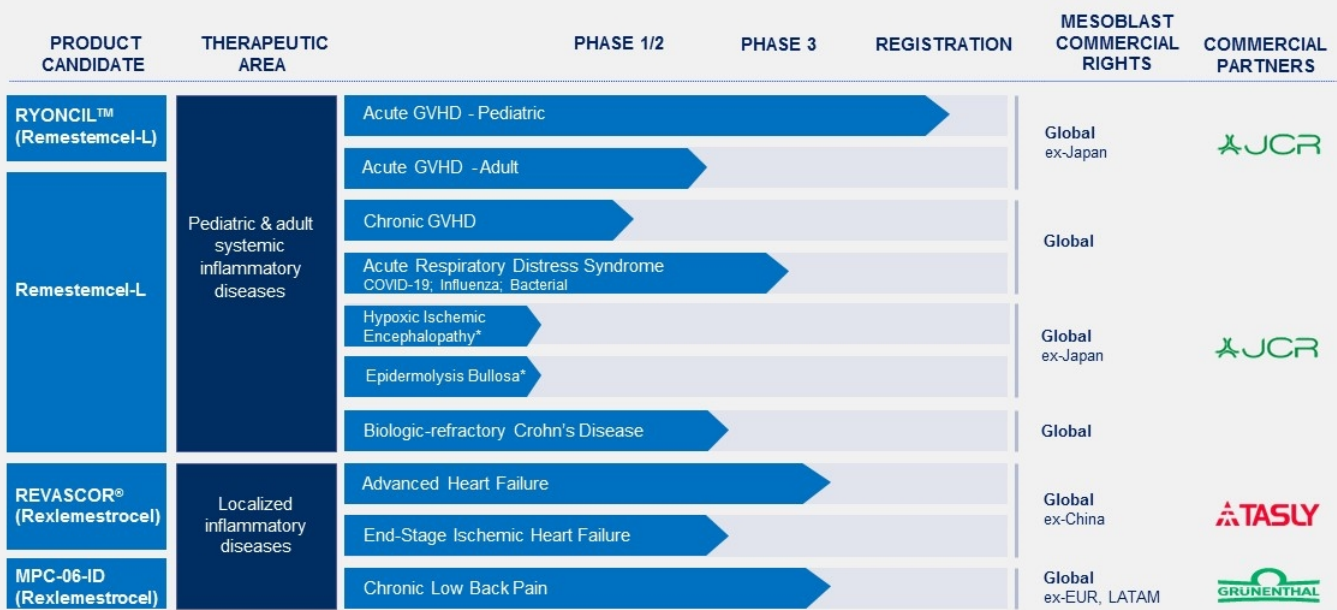 PRODUCT CANDIDATE
THERAPEUTIC AREA
PHASE 1/2
PHASE 3
REGISTRATION
MESOBLAST COMMERCIAL RIGHTS
COMMERCIAL PARTNERS
RYONCIL™
(Remestemcel-L)
Remestemcel-L
Pediatric & adult
systemic
inflammatory
diseases
Acute GVHD - Pediatric
Acute GVHD - Adult
Global
ex-Japan
JCR
Chronic GVHD
Acute Respiratory Distress Syndrome
COVID-19; Influenza; Bacterial
Global
Hypoxic Ischemic
Encephalopathy*
Epidermolysis Bullosa*
Global
ex-Japan
JCR
Biologic-refractory Crohn's Disease
Global
REVASCOR®
(Rexlemestrocel)
Localized
inflammatory
diseases
Advanced Heart Failure
End-Stage Ischemic Heart Failure
Global
ex-China
TASLY
MPC-06-ID
(Rexlemestrocel)
Chronic Low Back Pain
Global
ex-EUR, LATAM
GRÜNENTHAL